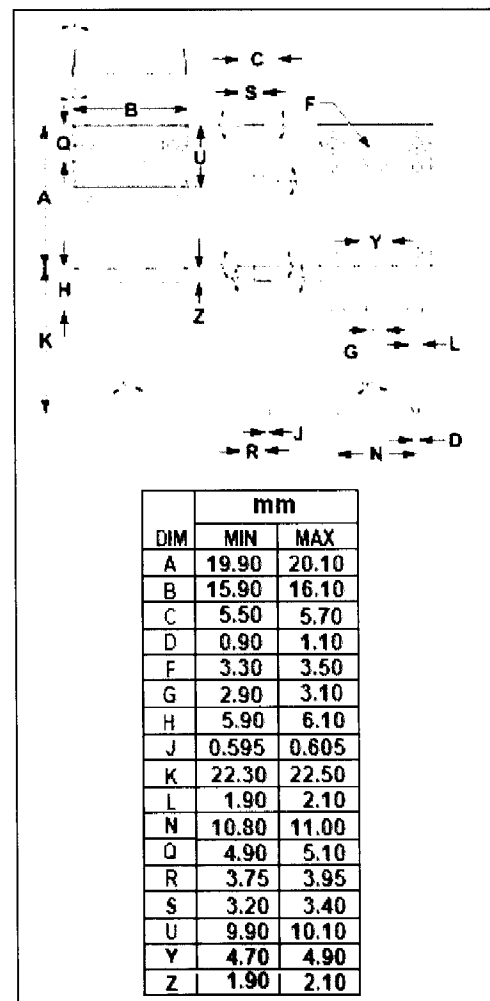 C
S
B
F
Q
U
A
Y
H
Z
K
G
L
J
R
N
D
mm
DIM MIN MAX
A 19.90 20.10
B 15.90 16.10
C 5.50 5.70
D 0.90 1.10
F 3.30 3.50
G 2.90 3.10
H 5.90 6.10
J 0.595 0.605
K 22.30 22.50
L 1.90 2.10
N 10.80 11.00
Q 4.90 5.10
R 3.75 3.95
S 3.20 3.40
U 9.90 10.10
Y 4.70 4.90
Z 1.90 2.10